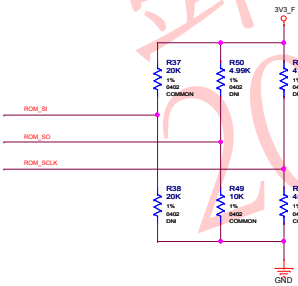 3V3_F
R37
20K
1%
0402
COMMON
R50
4.99K
1%
0402
DNI
ROM_SI
ROM_SO
ROM_SCLK
R38
20K
1%
0402
DNI
R49
10K
1%
0402
COMMON
GND